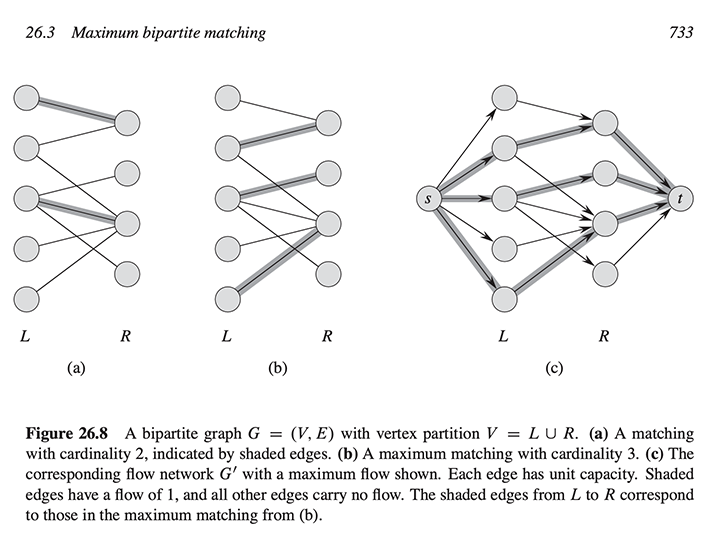 26.3 Maximum bipartite matching 733
s t
L R L R L R
(a) (b) (c)
Figure 26.8 A bipartite graph G = (V, E) with vertex partition V = L ∪ R. (a) A matching
with cardinality 2, indicated by shaded edges. (b) A maximum matching with cardinality 3. (c) The
corresponding flow network G′ with a maximum flow shown. Each edge has unit capacity. Shaded
edges have a flow of 1, and all other edges carry no flow. The shaded edges from L to R correspond
to those in the maximum matching from (b).